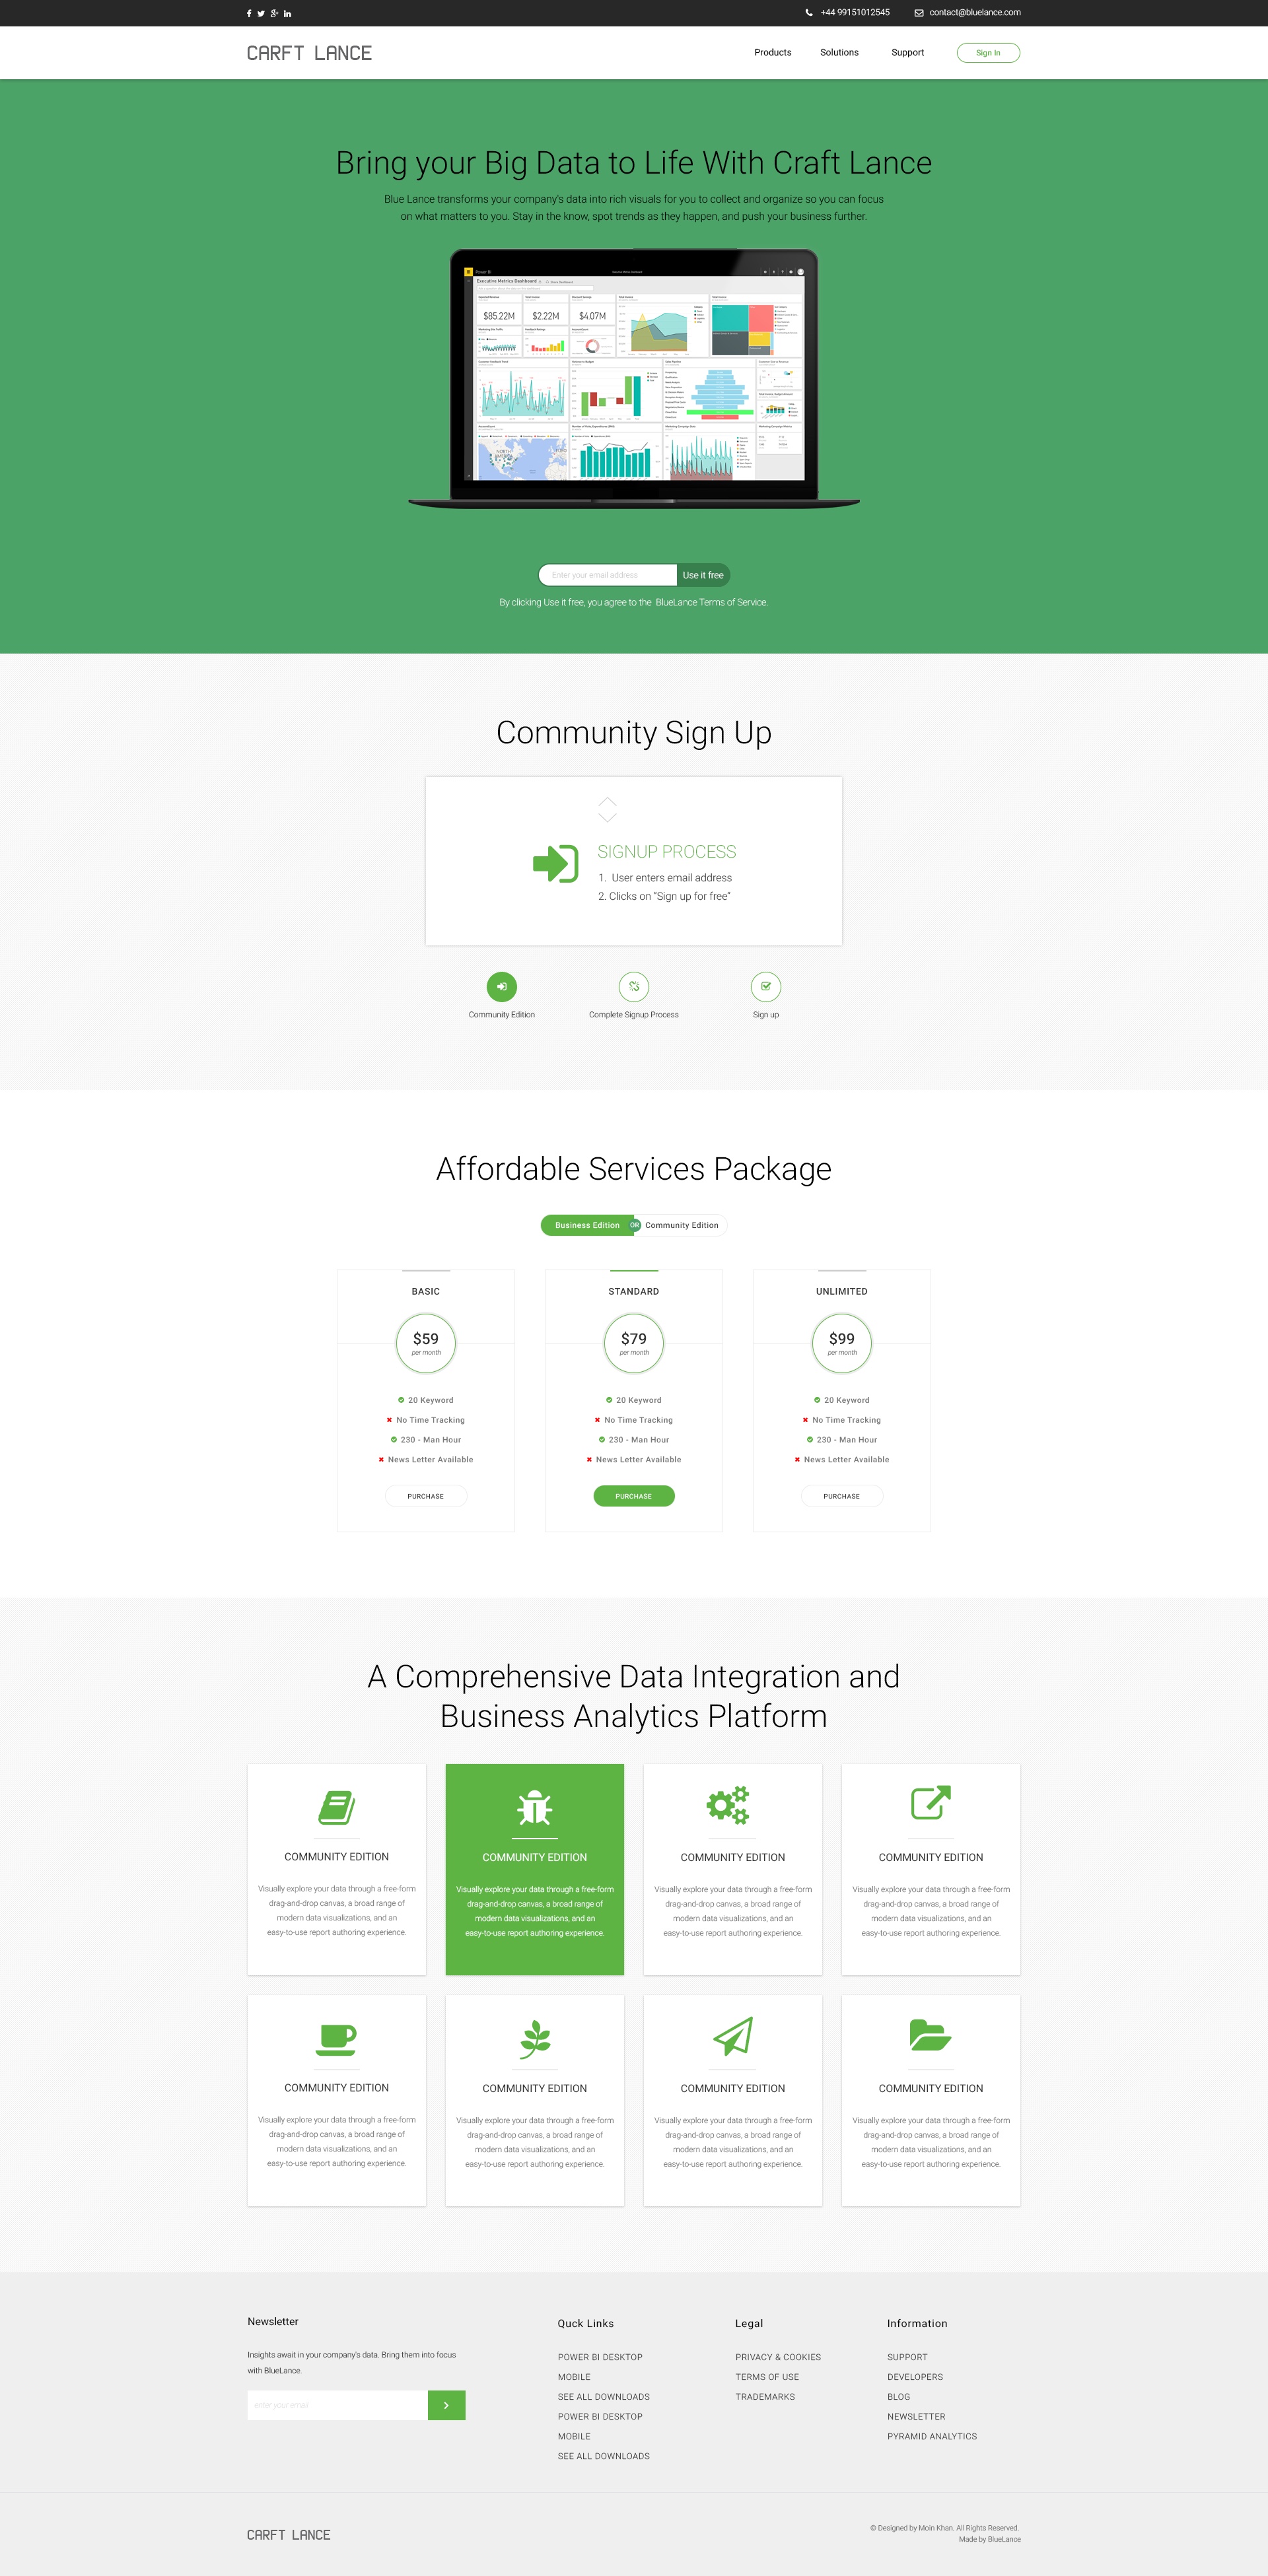 +44 99151012545
contact@bluelance.com
CARFT LANCE
Products
Solutions
Support
Sign In
Bring your Big Data to Life With Craft Lance
Blue Lance transforms your company's data into rich visuals for you to collect and organize so you can focus
on what matters to you. Stay in the know, spot trends as they happen, and push your business further.
Power BI
Executive Metrics Dashboard
$85.22M
$2.22M
$4.07M
Enter your email address
Use it free
By clicking Use it free, you agree to the BlueLance Terms of Service.
Community Sign Up
SIGNUP PROCESS
1. User enters email address
2. Clicks on “Sign up for free”
Community Edition
Complete Signup Process
Sign up
Affordable Services Package
Business Edition
OR
Community Edition
BASIC
$59
per month
20 Keyword
No Time Tracking
230 - Man Hour
News Letter Available
PURCHASE
STANDARD
$79
per month
20 Keyword
No Time Tracking
230 - Man Hour
News Letter Available
PURCHASE
UNLIMITED
$99
per month
20 Keyword
No Time Tracking
230 - Man Hour
News Letter Available
PURCHASE
A Comprehensive Data Integration and
Business Analytics Platform
COMMUNITY EDITION
Visually explore your data through a free-form
drag-and-drop canvas, a broad range of
modern data visualizations, and an
easy-to-use report authoring experience.
COMMUNITY EDITION
Visually explore your data through a free-form
drag-and-drop canvas, a broad range of
modern data visualizations, and an
easy-to-use report authoring experience.
COMMUNITY EDITION
Visually explore your data through a free-form
drag-and-drop canvas, a broad range of
modern data visualizations, and an
easy-to-use report authoring experience.
COMMUNITY EDITION
Visually explore your data through a free-form
drag-and-drop canvas, a broad range of
modern data visualizations, and an
easy-to-use report authoring experience.
COMMUNITY EDITION
Visually explore your data through a free-form
drag-and-drop canvas, a broad range of
modern data visualizations, and an
easy-to-use report authoring experience.
COMMUNITY EDITION
Visually explore your data through a free-form
drag-and-drop canvas, a broad range of
modern data visualizations, and an
easy-to-use report authoring experience.
COMMUNITY EDITION
Visually explore your data through a free-form
drag-and-drop canvas, a broad range of
modern data visualizations, and an
easy-to-use report authoring experience.
COMMUNITY EDITION
Visually explore your data through a free-form
drag-and-drop canvas, a broad range of
modern data visualizations, and an
easy-to-use report authoring experience.
Newsletter
Insights await in your company's data. Bring them into focus
with BlueLance.
enter your email
Quck Links
POWER BI DESKTOP
MOBILE
SEE ALL DOWNLOADS
POWER BI DESKTOP
MOBILE
SEE ALL DOWNLOADS
Legal
PRIVACY & COOKIES
TERMS OF USE
TRADEMARKS
Information
SUPPORT
DEVELOPERS
BLOG
NEWSLETTER
PYRAMID ANALYTICS
CARFT LANCE
© Designed by Moin Khan. All Rights Reserved.
Made by BlueLance